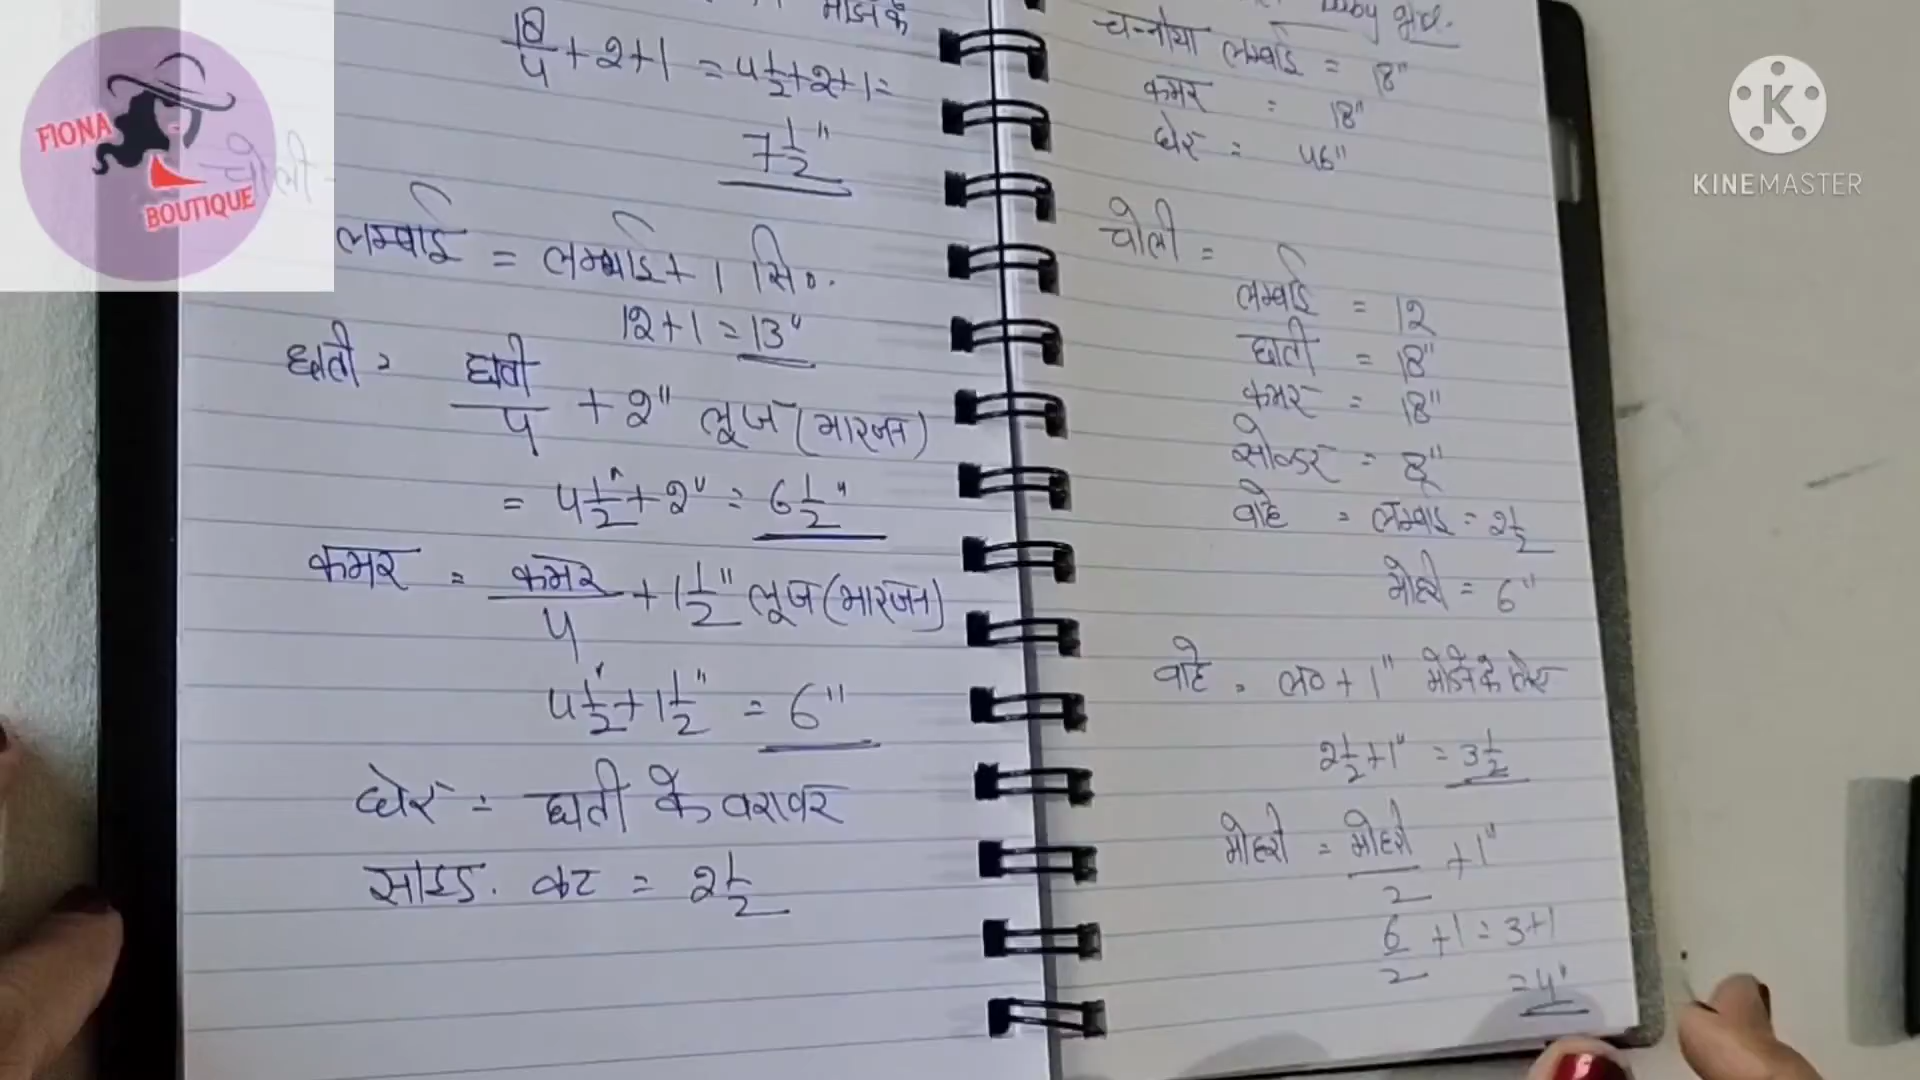 FIONA
BOUTIQUE
KINEMASTER
18/4 + 2 + 1 = 4 1/2 + 2 + 1 =
7 1/2"
लम्बाई = लम्बाई + 1 सि०.
12 + 1 = 13"
छाती = छाती/4 + 2" लूज (मारजन)
= 4 1/2" + 2" = 6 1/2"
कमर = कमर/4 + 1 1/2" लूज (मारजन)
4 1/2" + 1 1/2" = 6"
घेर = छाती के बराबर
साइड. कट = 2 1/2
baby girl.
लम्बाई = 18"
कमर = 18"
घेर = 46"
चोली =
लम्बाई = 12
छाती = 18"
कमर = 18"
सोल्डर = 8"
बाहे = लम्बाई = 2 1/2
मोहरी = 6"
बाहे = ल० + 1" मोडने के लिए
2 1/2 + 1" = 3 1/2
मोहरी = मोहरी/2 + 1"
6/2 + 1 = 3 + 1
= 4"